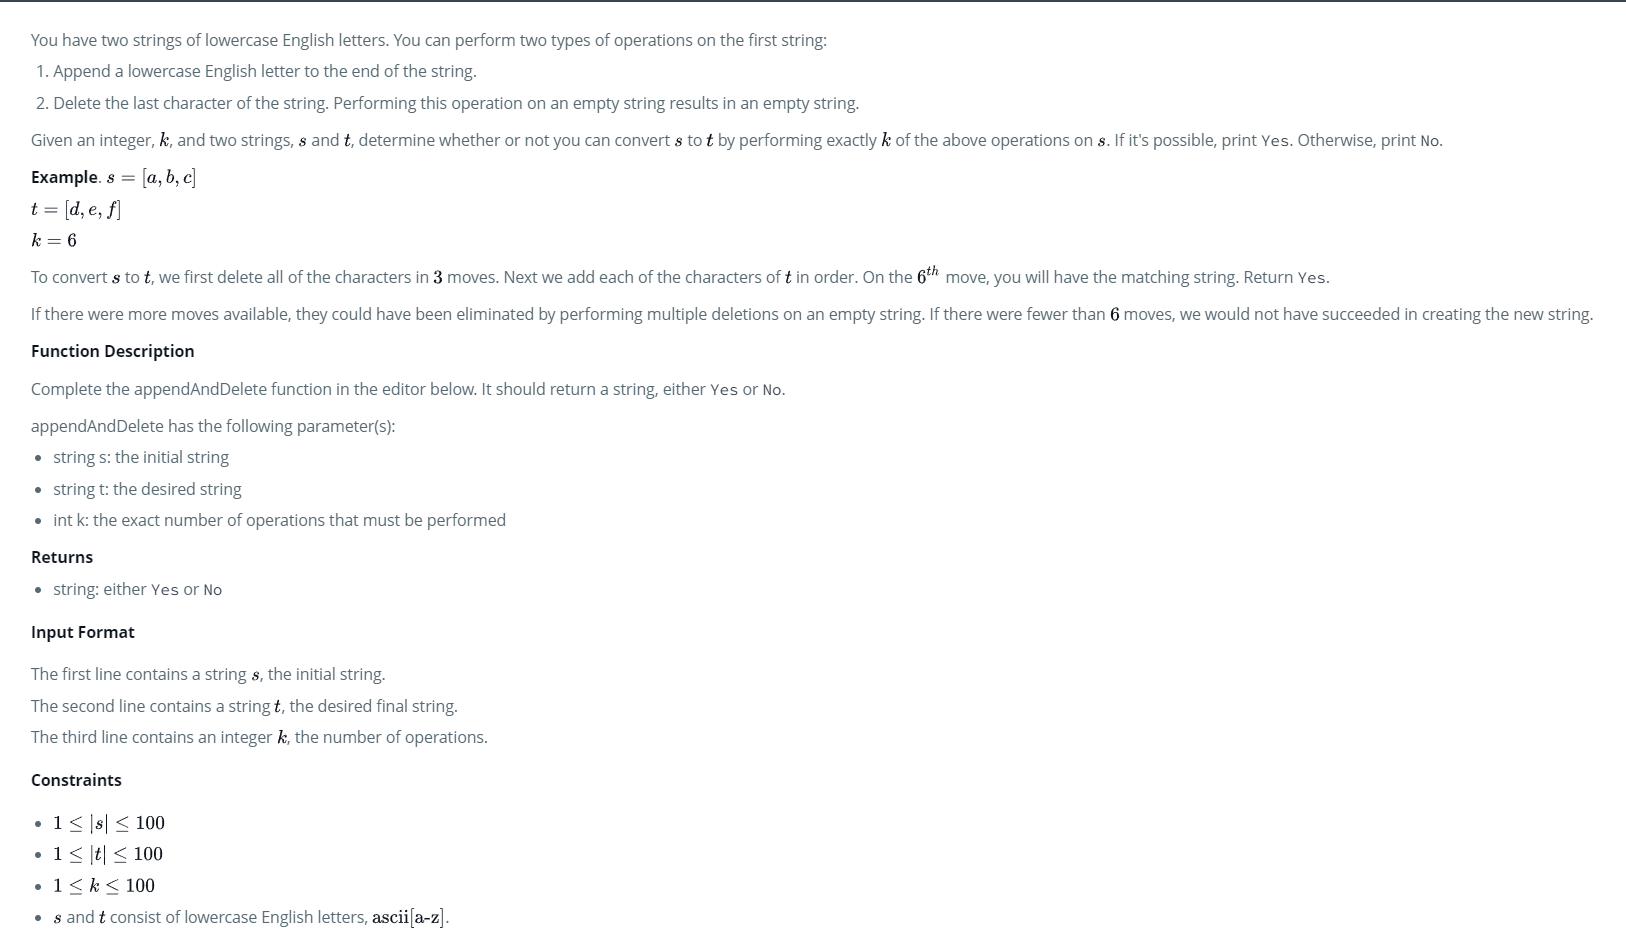 You have two strings of lowercase English letters. You can perform two types of operations on the first string:
1. Append a lowercase English letter to the end of the string.
2. Delete the last character of the string. Performing this operation on an empty string results in an empty string.
Given an integer, k, and two strings, s and t, determine whether or not you can convert s to t by performing exactly k of the above operations on s. If it's possible, print Yes. Otherwise, print No.
Example. s = [a, b, c]
t = [d, e, f]
k = 6
To convert s to t, we first delete all of the characters in 3 moves. Next we add each of the characters of t in order. On the 6th move, you will have the matching string. Return Yes.
If there were more moves available, they could have been eliminated by performing multiple deletions on an empty string. If there were fewer than 6 moves, we would not have succeeded in creating the new string.
Function Description
Complete the appendAndDelete function in the editor below. It should return a string, either Yes or No.
appendAndDelete has the following parameter(s):
• string s: the initial string
• string t: the desired string
• int k: the exact number of operations that must be performed
Returns
• string: either Yes or No
Input Format
The first line contains a string s, the initial string.
The second line contains a string t, the desired final string.
The third line contains an integer k, the number of operations.
Constraints
• 1 ≤ |s| ≤ 100
• 1 ≤ |t| ≤ 100
• 1 ≤ k ≤ 100
• s and t consist of lowercase English letters, ascii[a-z].